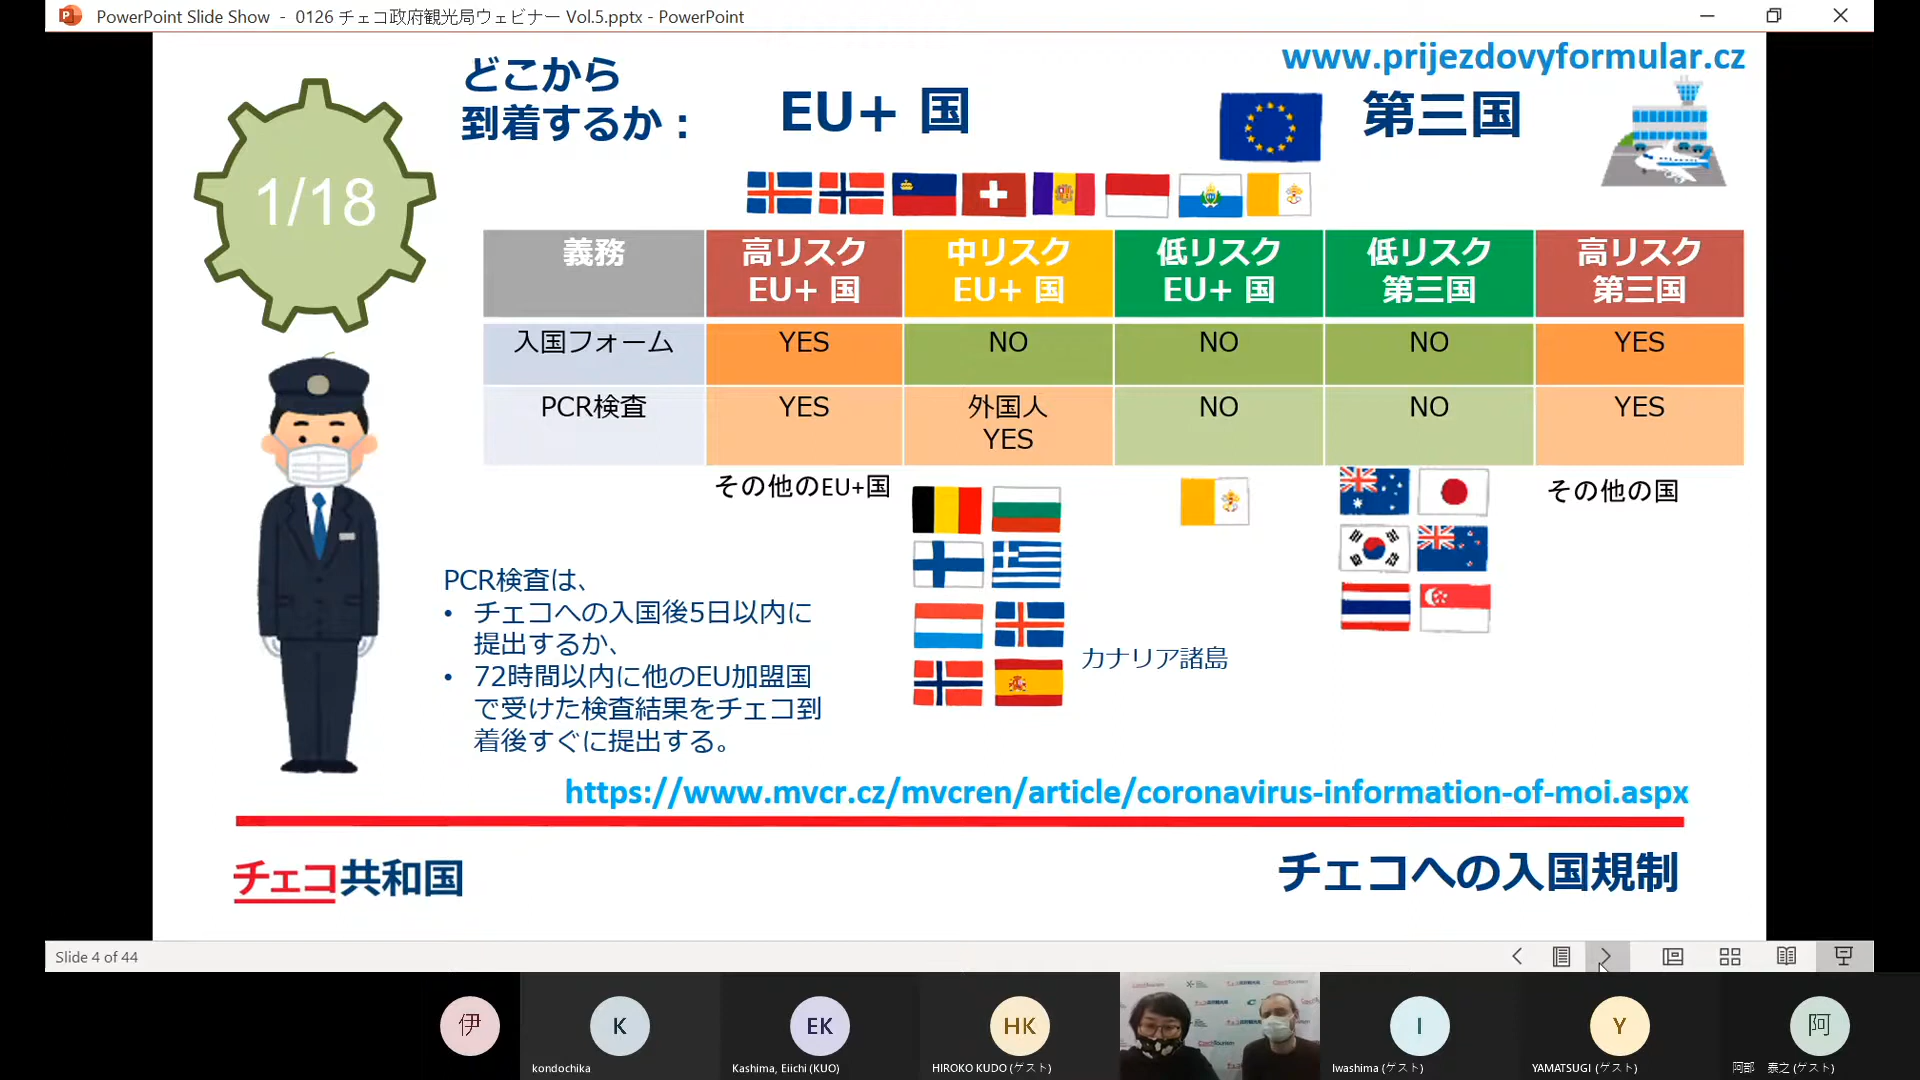 PowerPoint Slide Show - 0126 チェコ政府観光局ウェビナー Vol.5.pptx - PowerPoint
www.prijezdovyformular.cz
どこから
到着するか：
EU+ 国
第三国
1/18
義務
高リスク
EU+ 国
中リスク
EU+ 国
低リスク
EU+ 国
低リスク
第三国
高リスク
第三国
入国フォーム
YES
NO
NO
NO
YES
PCR検査
YES
外国人
YES
NO
NO
YES
その他のEU+国
その他の国
カナリア諸島
PCR検査は、
• チェコへの入国後5日以内に
提出するか、
• 72時間以内に他のEU加盟国
で受けた検査結果をチェコ到
着後すぐに提出する。
https://www.mvcr.cz/mvcren/article/coronavirus-information-of-moi.aspx
チェコ共和国
チェコへの入国規制
Slide 4 of 44
伊
K
EK
HK
I
Y
阿
kondochika
Kashima, Eiichi (KUO)
HIROKO KUDO (ゲスト)
Iwashima (ゲスト)
YAMATSUGI (ゲスト)
阿部 泰之 (ゲスト)